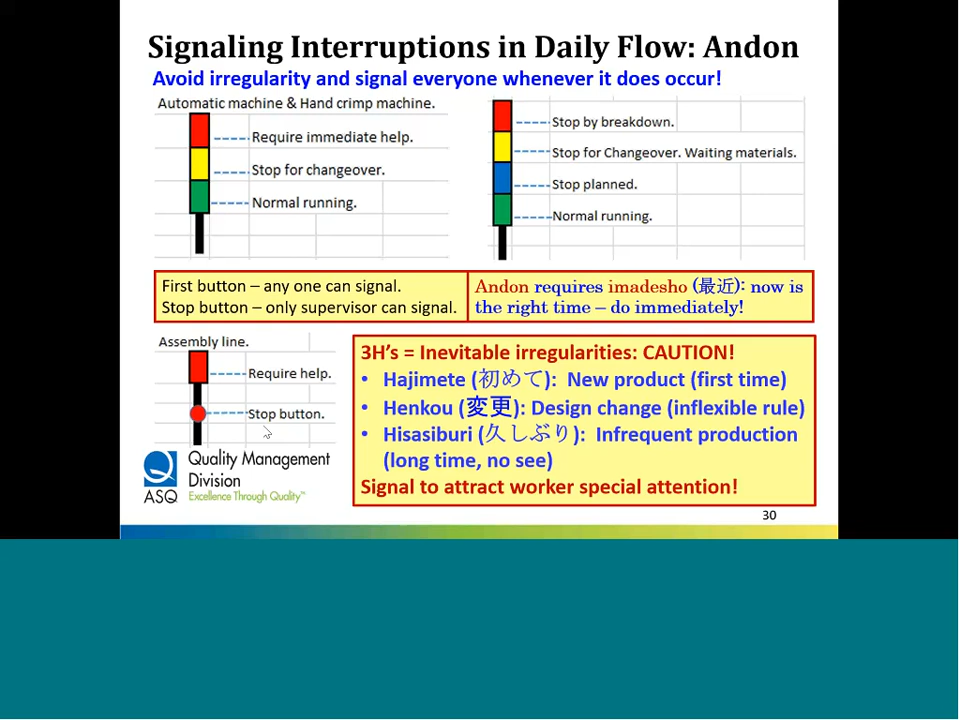 Signaling Interruptions in Daily Flow: Andon
Avoid irregularity and signal everyone whenever it does occur!
Automatic machine & Hand crimp machine.
Require immediate help.
Stop for changeover.
Normal running.
Stop by breakdown.
Stop for Changeover. Waiting materials.
Stop planned.
Normal running.
First button – any one can signal.
Stop button – only supervisor can signal.
Andon requires imadesho (最近): now is
the right time – do immediately!
Assembly line.
Require help.
Stop button.
3H's = Inevitable irregularities: CAUTION!
• Hajimete (初めて): New product (first time)
• Henkou (変更): Design change (inflexible rule)
• Hisasiburi (久しぶり): Infrequent production
(long time, no see)
Signal to attract worker special attention!
Quality Management
Division
ASQ Excellence Through Quality™
30